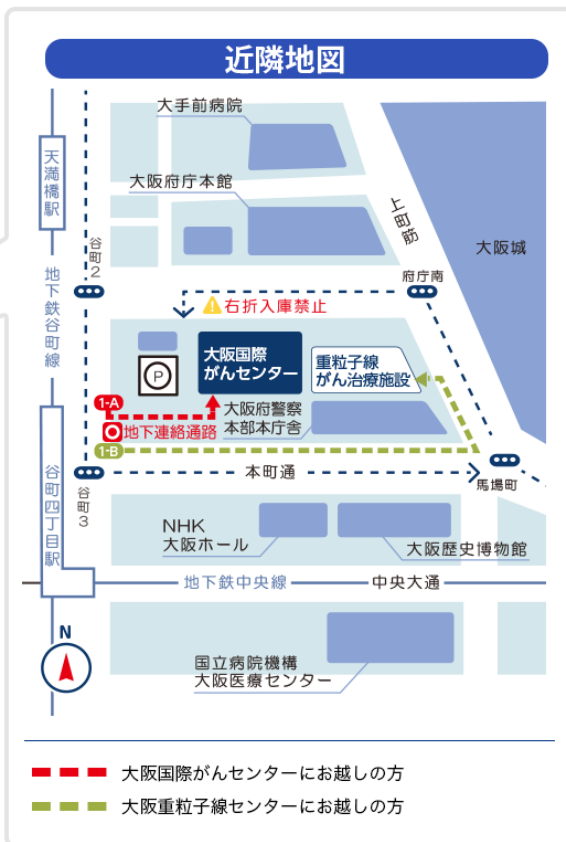 近隣地図
大手前病院
天満橋駅
大阪府庁本館
上町筋
大阪城
谷町2
府庁南
地下鉄谷町線
右折入庫禁止
大阪国際
がんセンター
重粒子線
がん治療施設
P
1-A
大阪府警察
本部本庁舎
地下連絡通路
1-B
本町通
馬場町
谷町3
谷町四丁目駅
NHK
大阪ホール
大阪歴史博物館
地下鉄中央線
中央大通
N
国立病院機構
大阪医療センター
大阪国際がんセンターにお越しの方
大阪重粒子線センターにお越しの方